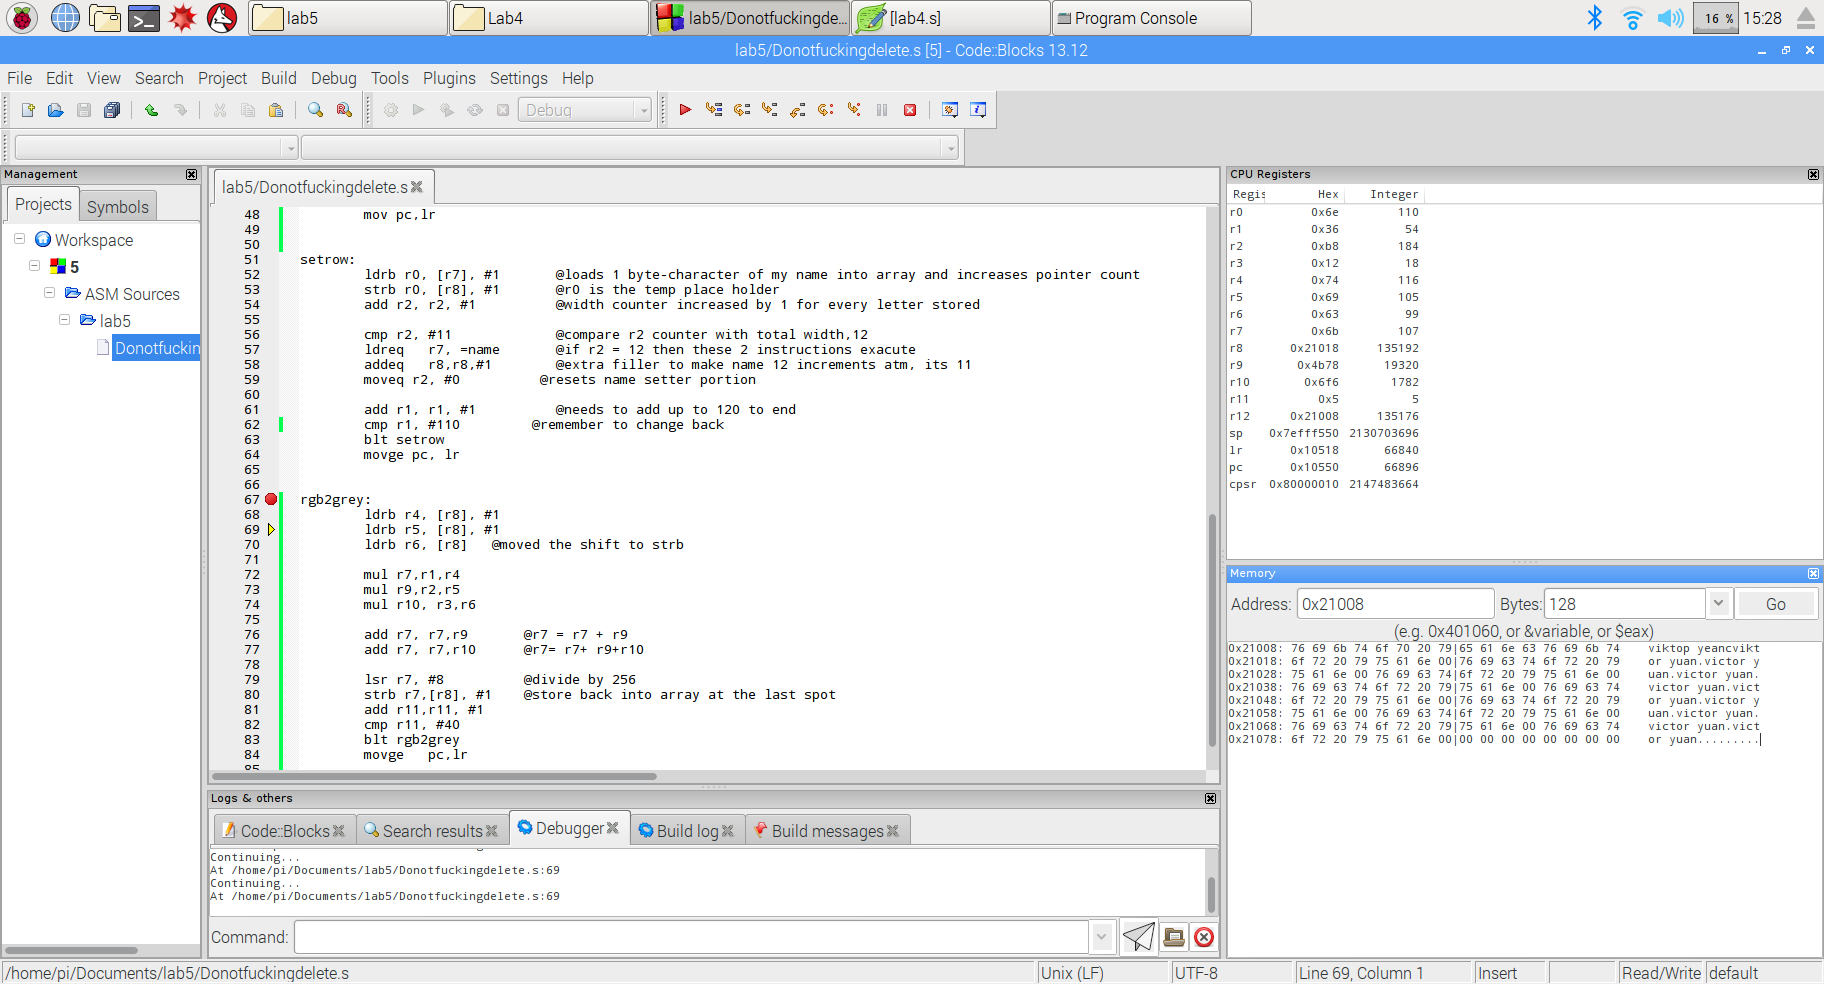 lab5
Lab4
lab5/Donotfuckingde...
[lab4.s]
Program Console
16 %
15:28
lab5/Donotfuckingdelete.s [5] - Code::Blocks 13.12
File Edit View Search Project Build Debug Tools Plugins Settings Help
Debug
Management
Projects
Symbols
Workspace
5
ASM Sources
lab5
Donotfuckin
lab5/Donotfuckingdelete.s
48 mov pc,lr
49
50
51 setrow:
52 ldrb r0, [r7], #1 @loads 1 byte-character of my name into array and increases pointer count
53 strb r0, [r8], #1 @r0 is the temp place holder
54 add r2, r2, #1 @width counter increased by 1 for every letter stored
55
56 cmp r2, #11 @compare r2 counter with total width,12
57 ldreq r7, =name @if r2 = 12 then these 2 instructions exacute
58 addeq r8,r8,#1 @extra filler to make name 12 increments atm, its 11
59 moveq r2, #0 @resets name setter portion
60
61 add r1, r1, #1 @needs to add up to 120 to end
62 cmp r1, #110 @remember to change back
63 blt setrow
64 movge pc, lr
65
66
67 rgb2grey:
68 ldrb r4, [r8], #1
69 ldrb r5, [r8], #1
70 ldrb r6, [r8] @moved the shift to strb
71
72 mul r7,r1,r4
73 mul r9,r2,r5
74 mul r10, r3,r6
75
76 add r7, r7,r9 @r7 = r7 + r9
77 add r7, r7,r10 @r7= r7+ r9+r10
78
79 lsr r7, #8 @divide by 256
80 strb r7,[r8], #1 @store back into array at the last spot
81 add r11,r11, #1
82 cmp r11, #40
83 blt rgb2grey
84 movge pc,lr
85
CPU Registers
Regis Hex Integer
r0 0x6e 110
r1 0x36 54
r2 0xb8 184
r3 0x12 18
r4 0x74 116
r5 0x69 105
r6 0x63 99
r7 0x6b 107
r8 0x21018 135192
r9 0x4b78 19320
r10 0x6f6 1782
r11 0x5 5
r12 0x21008 135176
sp 0x7efff550 2130703696
lr 0x10518 66840
pc 0x10550 66896
cpsr 0x80000010 2147483664
Memory
Address: 0x21008 Bytes: 128 Go
(e.g. 0x401060, or &variable, or $eax)
0x21008: 76 69 6b 74 6f 70 20 79|65 61 6e 63 76 69 6b 74 viktop yeancvikt
0x21018: 6f 72 20 79 75 61 6e 00|76 69 63 74 6f 72 20 79 or yuan.victor y
0x21028: 75 61 6e 00 76 69 63 74|6f 72 20 79 75 61 6e 00 uan.victor yuan.
0x21038: 76 69 63 74 6f 72 20 79|75 61 6e 00 76 69 63 74 victor yuan.vict
0x21048: 6f 72 20 79 75 61 6e 00|76 69 63 74 6f 72 20 79 or yuan.victor y
0x21058: 75 61 6e 00 76 69 63 74|6f 72 20 79 75 61 6e 00 uan.victor yuan.
0x21068: 76 69 63 74 6f 72 20 79|75 61 6e 00 76 69 63 74 victor yuan.vict
0x21078: 6f 72 20 79 75 61 6e 00|00 00 00 00 00 00 00 00 or yuan.........
Logs & others
Code::Blocks
Search results
Debugger
Build log
Build messages
Continuing...
At /home/pi/Documents/lab5/Donotfuckingdelete.s:69
Continuing...
At /home/pi/Documents/lab5/Donotfuckingdelete.s:69
Command:
/home/pi/Documents/lab5/Donotfuckingdelete.s
Unix (LF)
UTF-8
Line 69, Column 1
Insert
Read/Write
default